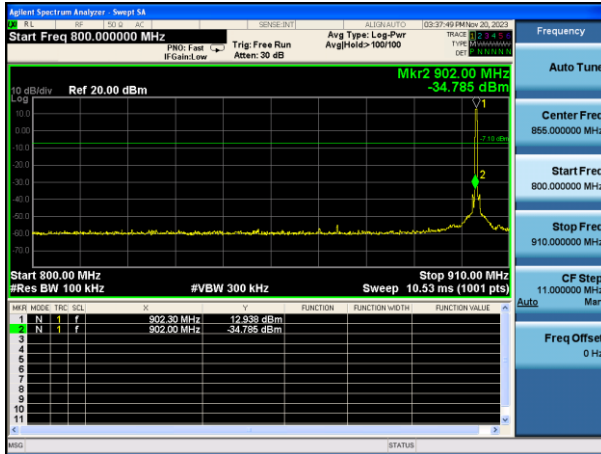 Agilent Spectrum Analyzer - Swept SA
RL RF 50 Ω AC SENSE:INT ALIGNAUTO 03:37:49 PM Nov 20, 2023
Start Freq 800.000000 MHz
PNO: Fast
IFGain:Low
Trig: Free Run
Atten: 30 dB
Avg Type: Log-Pwr
Avg|Hold:>100/100
TRACE 1 2 3 4 5 6
TYPE M
DET P N N N N N
Mkr2 902.00 MHz
-34.785 dBm
10 dB/div Ref 20.00 dBm
Log
10.0
0.00
-10.0
-20.0
-30.0
-40.0
-50.0
-60.0
-70.0
1
-7.10 dBm
2
Start 800.00 MHz Stop 910.00 MHz
#Res BW 100 kHz #VBW 300 kHz Sweep 10.53 ms (1001 pts)
MKR MODE TRC SCL X Y FUNCTION FUNCTION WIDTH FUNCTION VALUE
1 N 1 f 902.30 MHz 12.938 dBm
2 N 1 f 902.00 MHz -34.785 dBm
3
4
5
6
7
8
9
10
11
MSG STATUS
Frequency
Auto Tune
Center Freq
855.000000 MHz
Start Freq
800.000000 MHz
Stop Freq
910.000000 MHz
CF Step
11.000000 MHz
Auto Man
Freq Offset
0 Hz